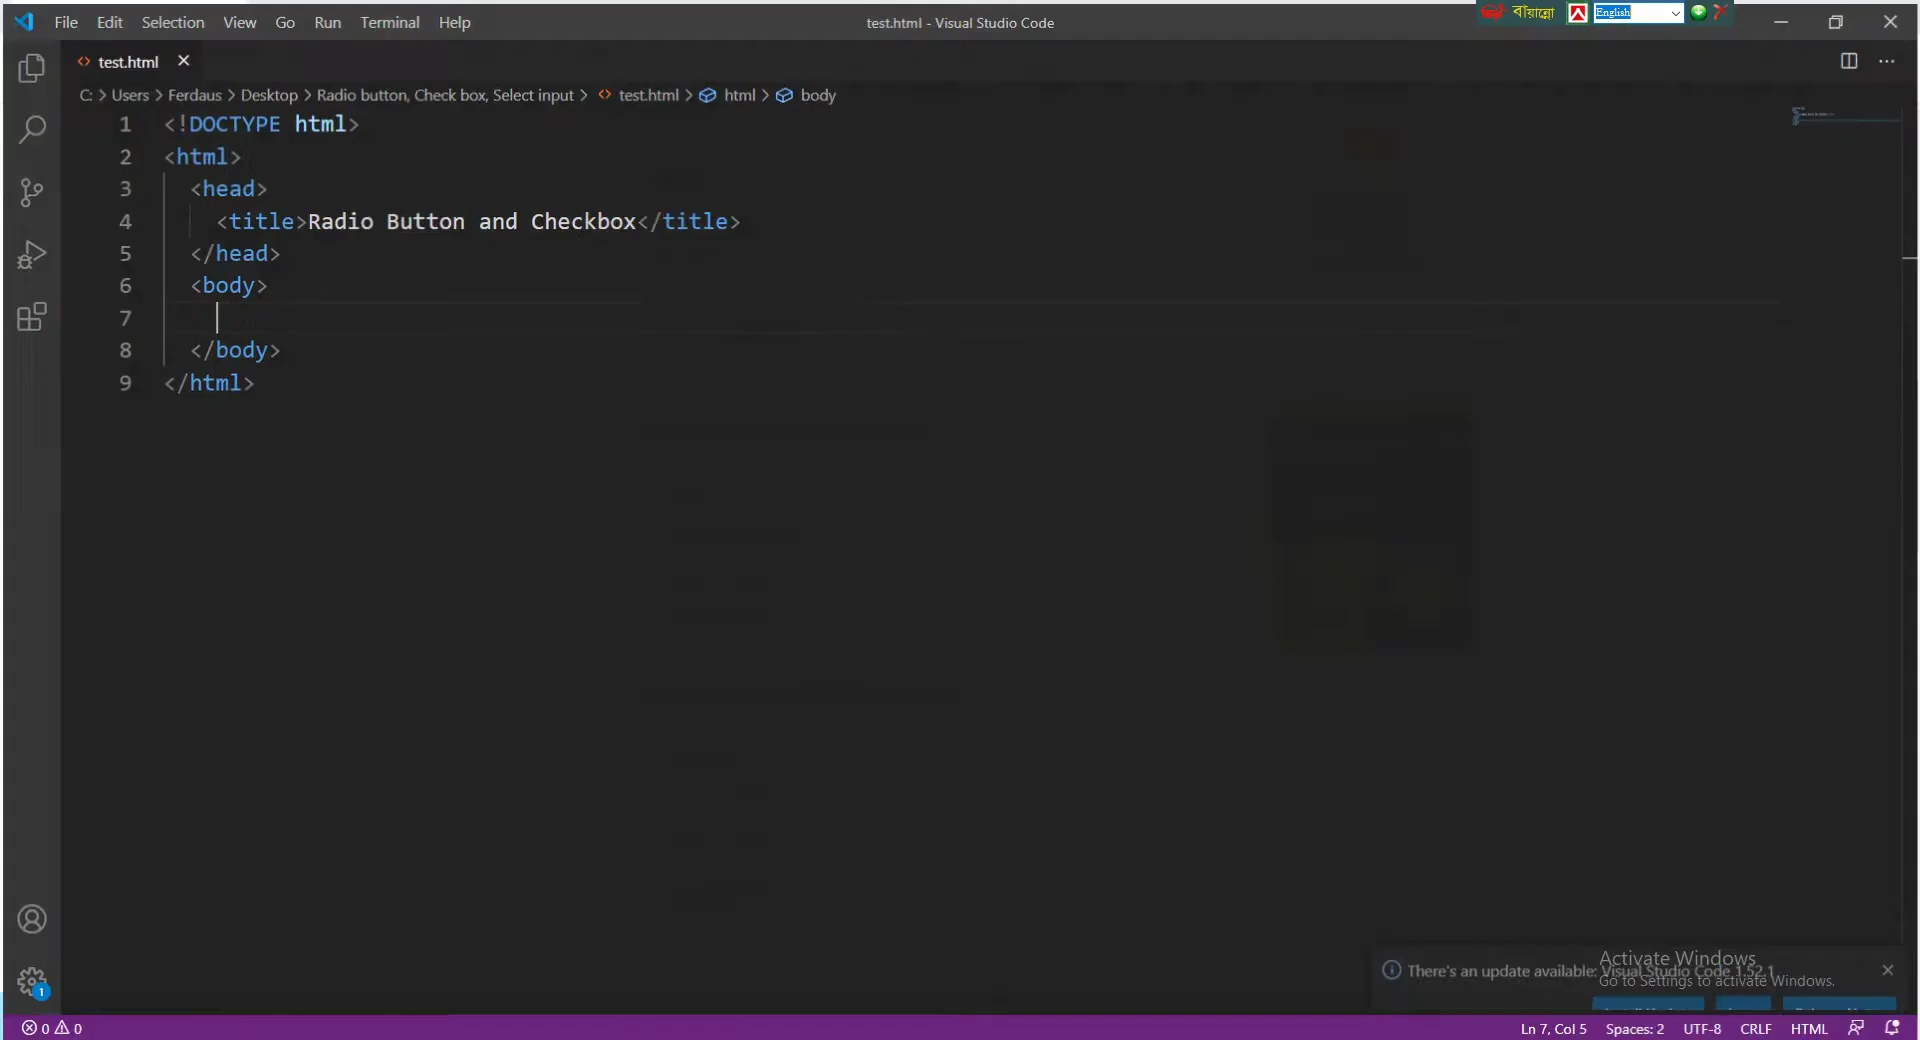 File Edit Selection View Go Run Terminal Help
test.html - Visual Studio Code
বায়ান্নো
English
test.html
C: > Users > Ferdaus > Desktop > Radio button, Check box, Select input > test.html > html > body
1 <!DOCTYPE html>
2 <html>
3 <head>
4 <title>Radio Button and Checkbox</title>
5 </head>
6 <body>
7
8 </body>
9 </html>
There's an update available: Visual Studio Code 1.52.1
Activate Windows
Go to Settings to activate Windows.
1
0 0
Ln 7, Col 5 Spaces: 2 UTF-8 CRLF HTML